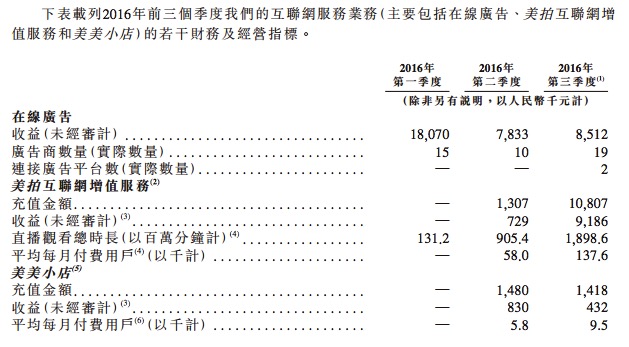 下表載列2016年前三個季度我們的互聯網服務業務(主要包括在線廣告、美拍互聯網增
值服務和美美小店)的若干財務及經營指標。
2016年 2016年 2016年
第一季度 第二季度 第三季度(1)
(除非另有説明，以人民幣千元計)
在線廣告
收益(未經審計) 18,070 7,833 8,512
廣告商數量(實際數量) 15 10 19
連接廣告平台數(實際數量) — — 2
美拍互聯網增值服務(2)
充值金額 — 1,307 10,807
收益(未經審計)(3) — 729 9,186
直播觀看總時長(以百萬分鐘計)(4) 131.2 905.4 1,898.6
平均每月付費用戶(4)(以千計) — 58.0 137.6
美美小店(5)
充值金額 — 1,480 1,418
收益(未經審計)(3) — 830 432
平均每月付費用戶(6)(以千計) — 5.8 9.5